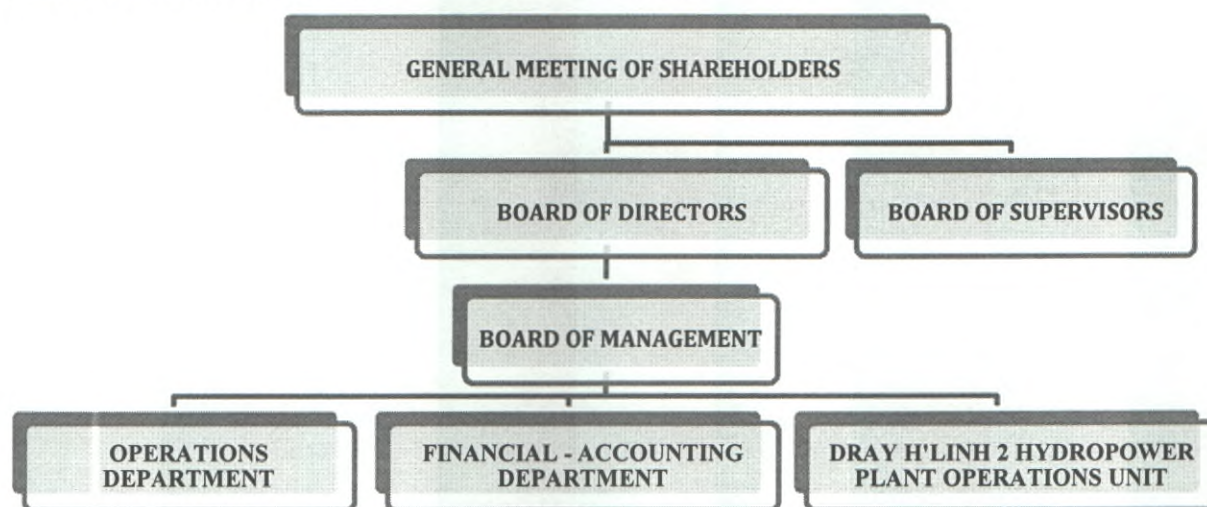 GENERAL MEETING OF SHAREHOLDERS
BOARD OF DIRECTORS
BOARD OF SUPERVISORS
BOARD OF MANAGEMENT
OPERATIONS
DEPARTMENT
FINANCIAL - ACCOUNTING
DEPARTMENT
DRAY H'LINH 2 HYDROPOWER
PLANT OPERATIONS UNIT